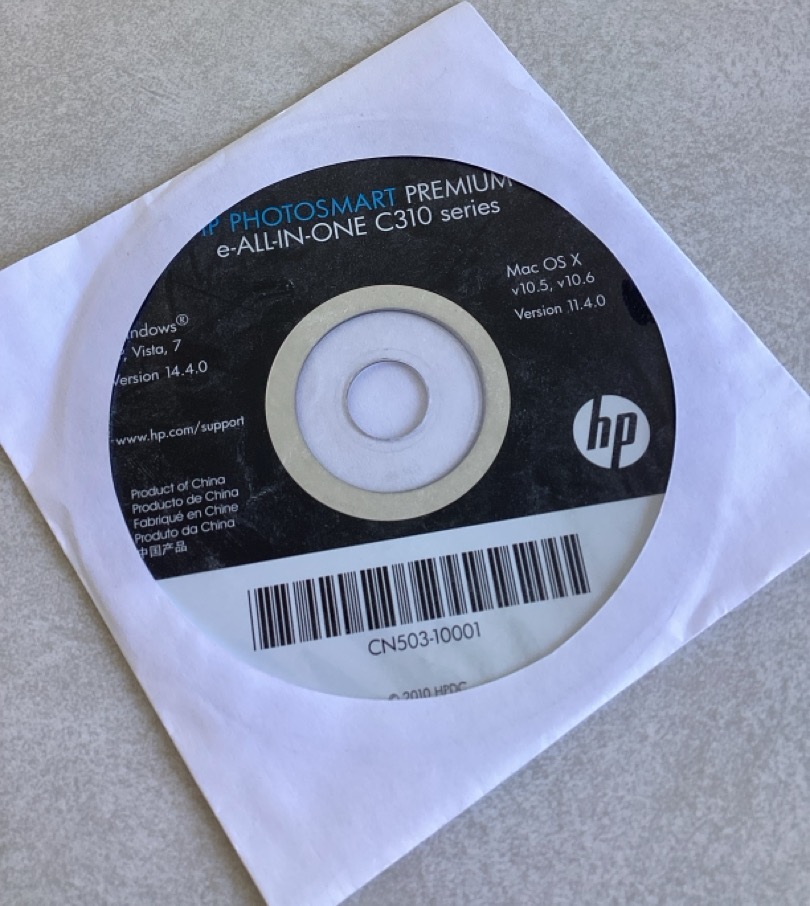 HP PHOTOSMART PREMIUM
e-ALL-IN-ONE C310 series
Mac OS X
v10.5, v10.6
Version 11.4.0
ndows®
, Vista, 7
Version 14.4.0
www.hp.com/support
hp
Product of China
Producto de China
Fabriqué en Chine
Produto da China
中国产品
CN503-10001
© 2010 HPDC